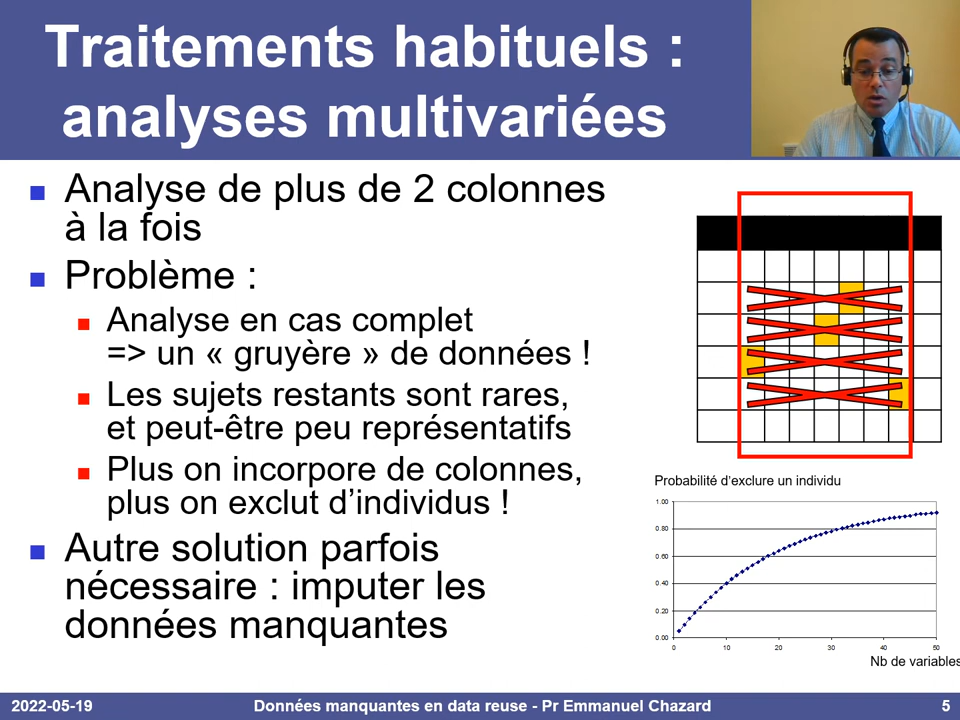 Traitements habituels :
analyses multivariées
Analyse de plus de 2 colonnes
à la fois
Problème :
Analyse en cas complet
=> un « gruyère » de données !
Les sujets restants sont rares,
et peut-être peu représentatifs
Plus on incorpore de colonnes,
plus on exclut d’individus !
Autre solution parfois
nécessaire : imputer les
données manquantes
Probabilité d’exclure un individu
1.00
0.80
0.60
0.40
0.20
0.00
0 10 20 30 40 50
Nb de variables
2022-05-19 Données manquantes en data reuse - Pr Emmanuel Chazard 5